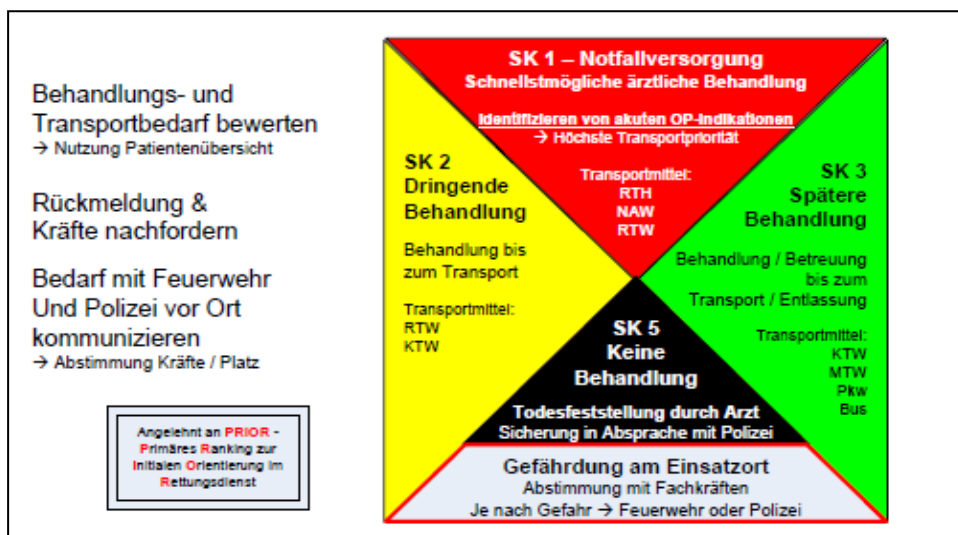 Behandlungs- und
Transportbedarf bewerten
→ Nutzung Patientenübersicht
Rückmeldung &
Kräfte nachfordern
Bedarf mit Feuerwehr
Und Polizei vor Ort
kommunizieren
→ Abstimmung Kräfte / Platz
Angelehnt an PRIOR -
Primäres Ranking zur
Initialen Orientierung im
Rettungsdienst
SK 1 – Notfallversorgung
Schnellstmögliche ärztliche Behandlung
Identifizieren von akuten OP-Indikationen
→ Höchste Transportpriorität
Transportmittel:
RTH
NAW
RTW
SK 2
Dringende
Behandlung
Behandlung bis
zum Transport
Transportmittel:
RTW
KTW
SK 3
Spätere
Behandlung
Behandlung / Betreuung
bis zum
Transport / Entlassung
Transportmittel:
KTW
MTW
Pkw
Bus
SK 5
Keine
Behandlung
Todesfeststellung durch Arzt
Sicherung in Absprache mit Polizei
Gefährdung am Einsatzort
Abstimmung mit Fachkräften
Je nach Gefahr → Feuerwehr oder Polizei